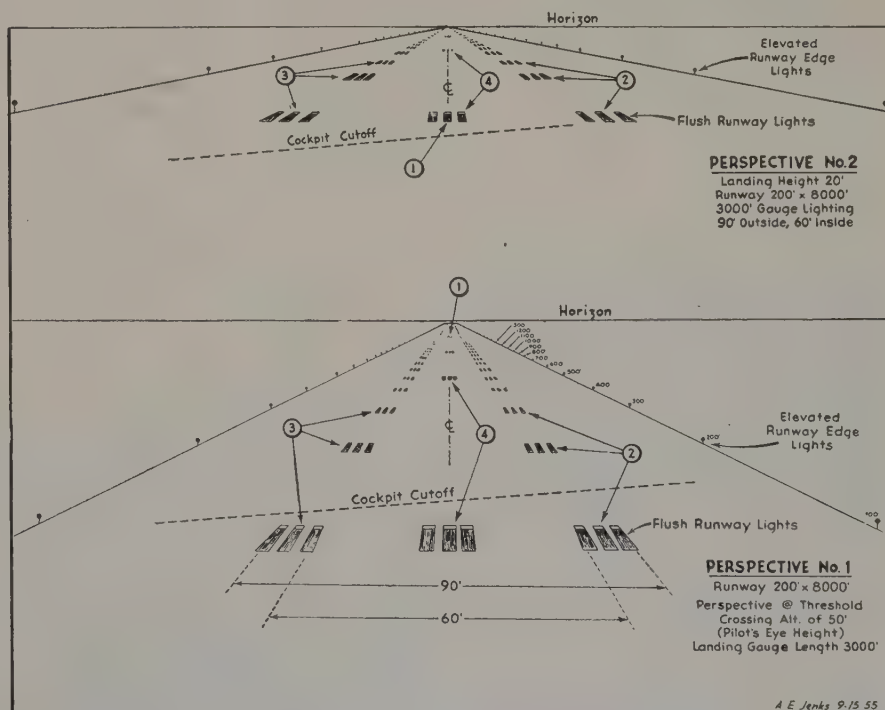 Horizon
Elevated
Runway Edge
Lights
3
4
2
℄
Flush Runway Lights
Cockpit Cutoff
1
PERSPECTIVE No.2
Landing Height 20'
Runway 200' x 8000'
3000' Gauge Lighting
90' Outside, 60' Inside
1
Horizon
600'
500'
400
300
200'
100
Elevated
Runway Edge
Lights
3
4
2
℄
Cockpit Cutoff
Flush Runway Lights
90'
60'
PERSPECTIVE No. 1
Runway 200' x 8000'
Perspective @ Threshold
Crossing Alt. of 50'
(Pilot's Eye Height)
Landing Gauge Length 3000'
A E Jenks 9-15 55